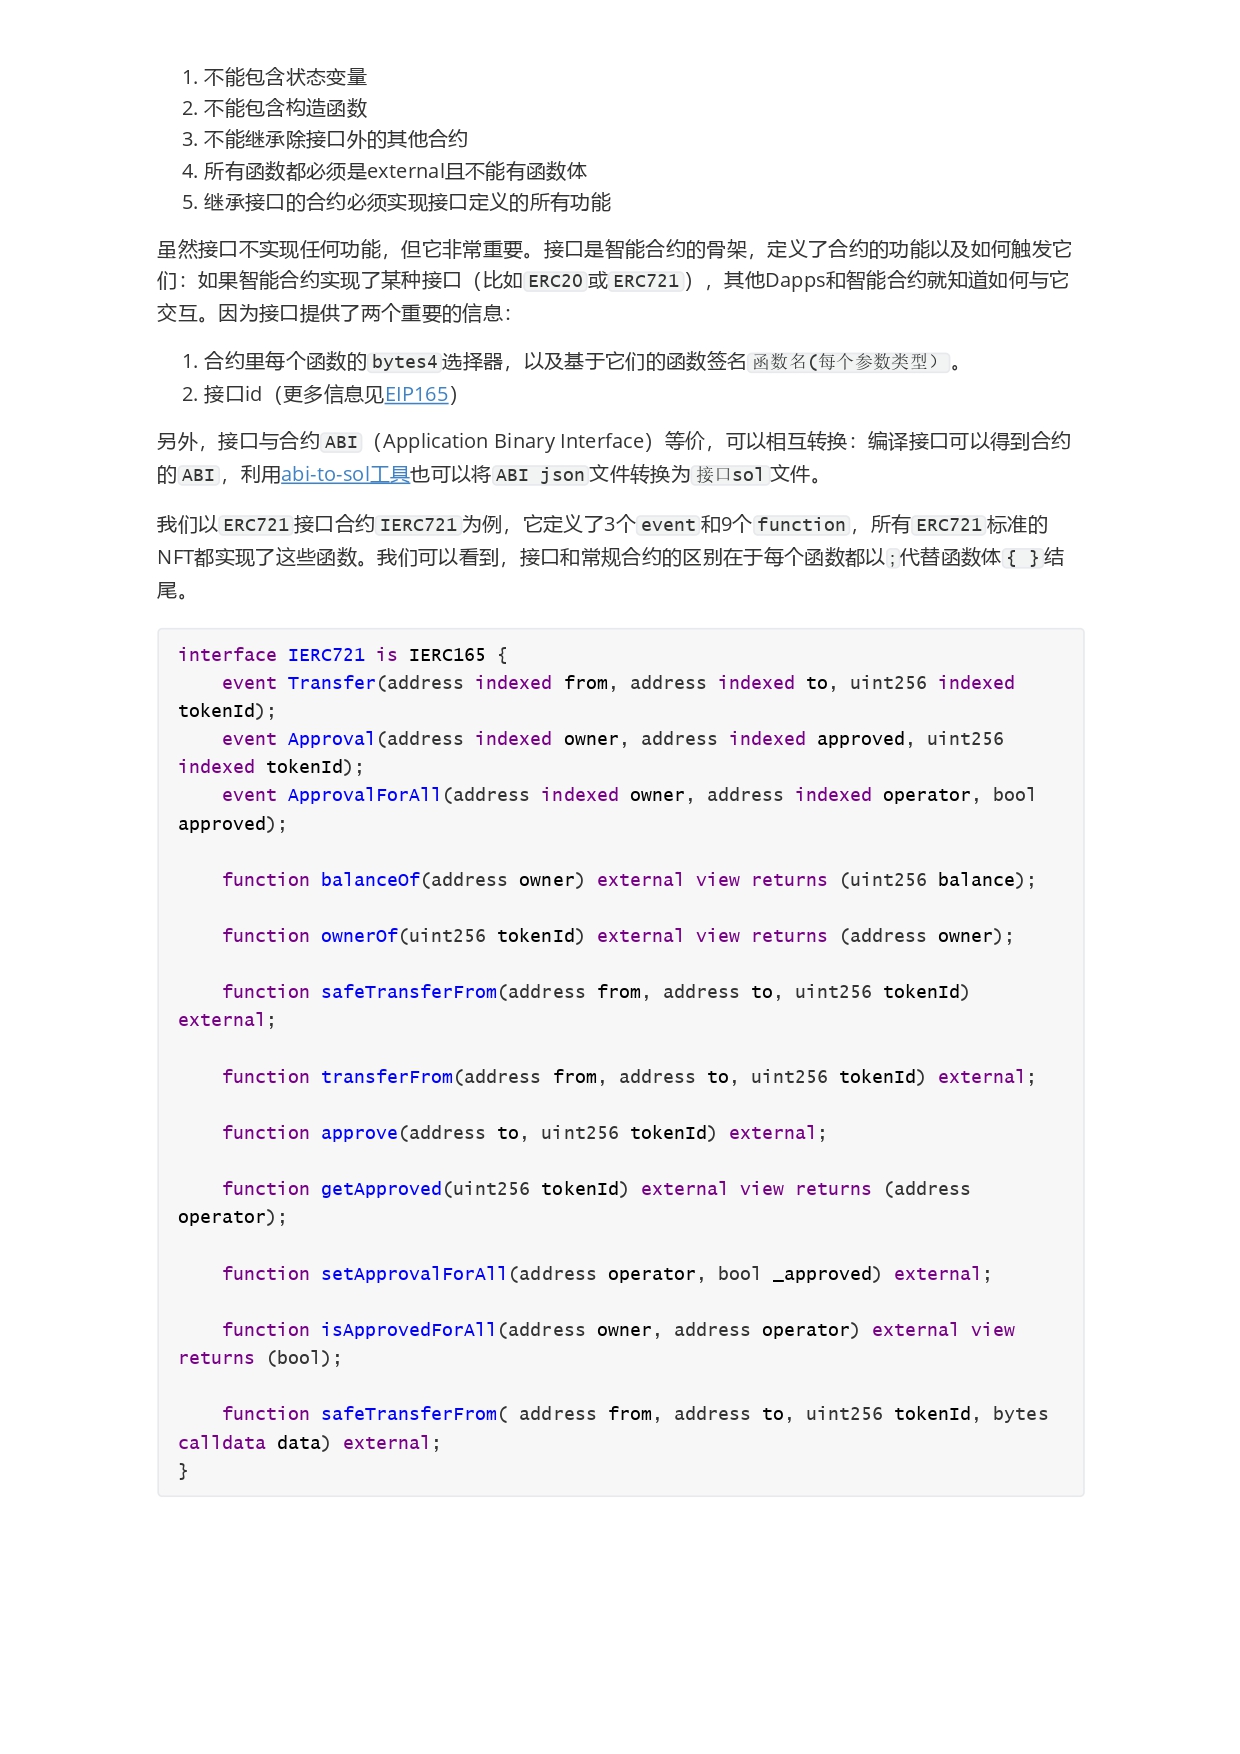 1. 不能包含状态变量
2. 不能包含构造函数
3. 不能继承除接口外的其他合约
4. 所有函数都必须是external且不能有函数体
5. 继承接口的合约必须实现接口定义的所有功能
虽然接口不实现任何功能，但它非常重要。接口是智能合约的骨架，定义了合约的功能以及如何触发它
们：如果智能合约实现了某种接口（比如ERC20或ERC721），其他Dapps和智能合约就知道如何与它
交互。因为接口提供了两个重要的信息：
1. 合约里每个函数的bytes4选择器，以及基于它们的函数签名函数名(每个参数类型）。
2. 接口id（更多信息见EIP165）
另外，接口与合约ABI（Application Binary Interface）等价，可以相互转换：编译接口可以得到合约
的ABI，利用abi-to-sol工具也可以将ABI json文件转换为接口sol文件。
我们以ERC721接口合约IERC721为例，它定义了3个event和9个function，所有ERC721标准的
NFT都实现了这些函数。我们可以看到，接口和常规合约的区别在于每个函数都以;代替函数体{ }结
尾。
interface IERC721 is IERC165 {
    event Transfer(address indexed from, address indexed to, uint256 indexed
tokenId);
    event Approval(address indexed owner, address indexed approved, uint256
indexed tokenId);
    event ApprovalForAll(address indexed owner, address indexed operator, bool
approved);
    function balanceOf(address owner) external view returns (uint256 balance);
    function ownerOf(uint256 tokenId) external view returns (address owner);
    function safeTransferFrom(address from, address to, uint256 tokenId)
external;
    function transferFrom(address from, address to, uint256 tokenId) external;
    function approve(address to, uint256 tokenId) external;
    function getApproved(uint256 tokenId) external view returns (address
operator);
    function setApprovalForAll(address operator, bool _approved) external;
    function isApprovedForAll(address owner, address operator) external view
returns (bool);
    function safeTransferFrom( address from, address to, uint256 tokenId, bytes
calldata data) external;
}